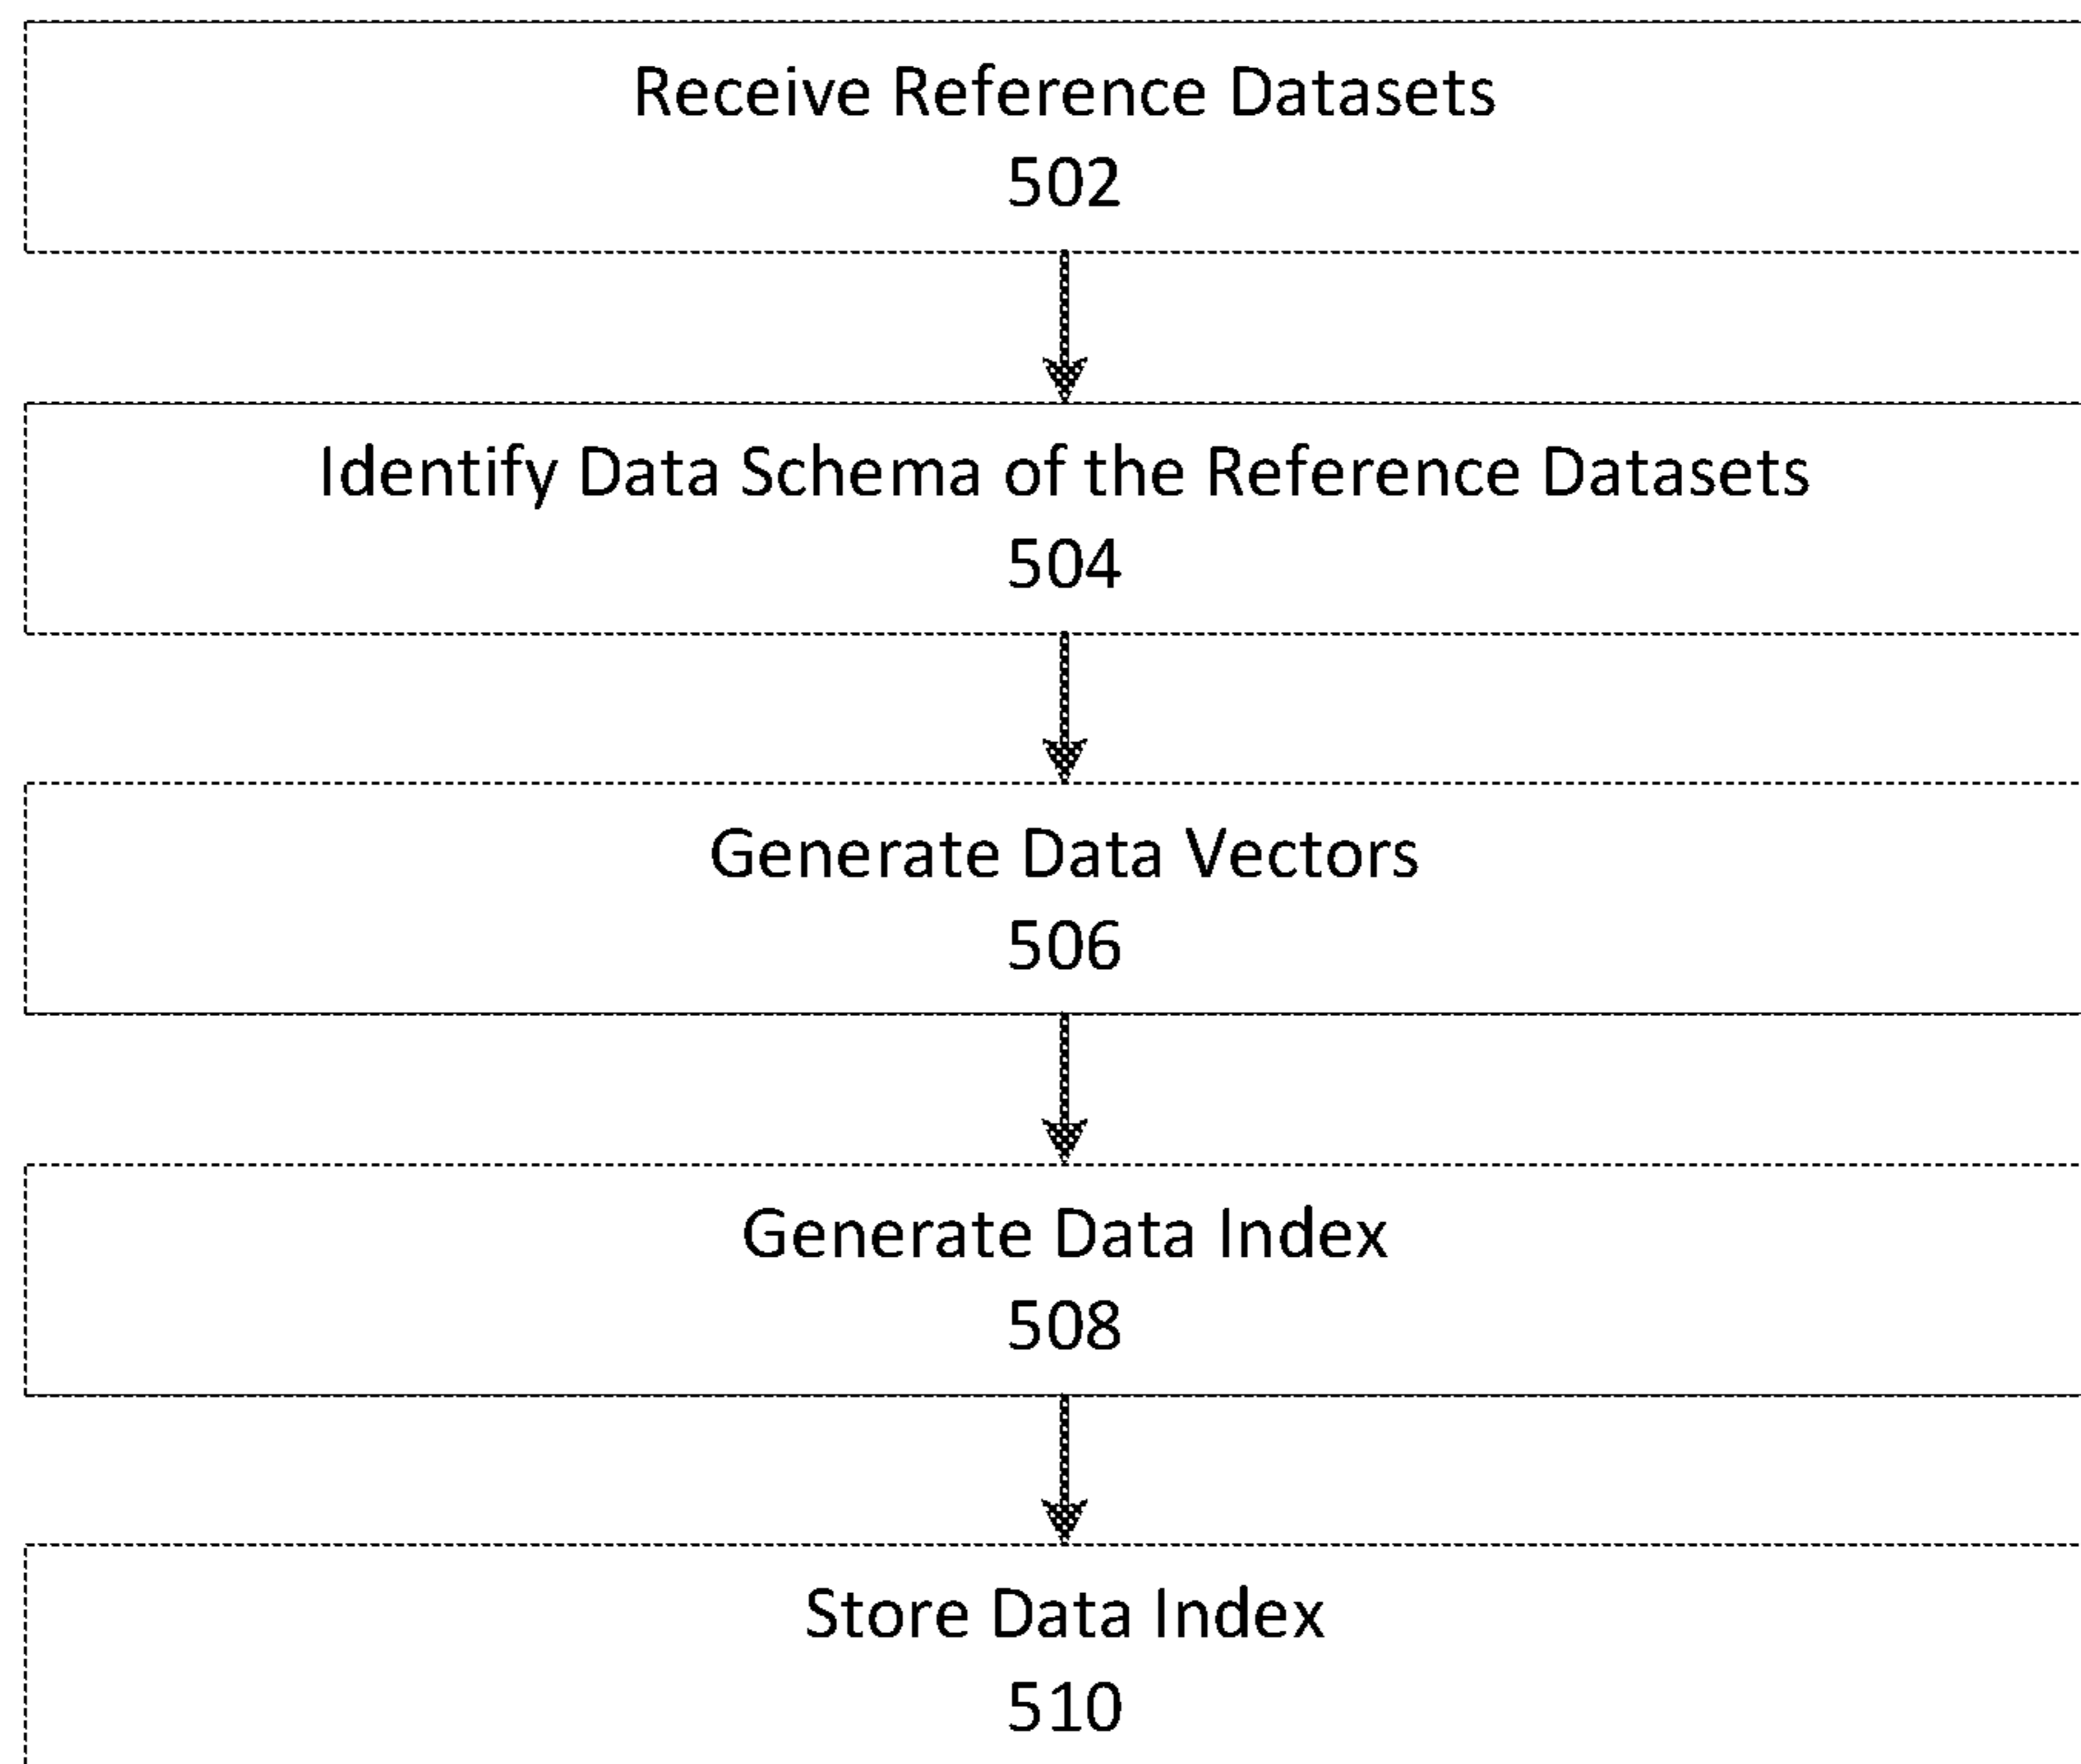 Receive Reference Datasets
502
Identify Data Schema of the Reference Datasets
504
Generate Data Vectors
506
Generate Data Index
508
Store Data Index
510